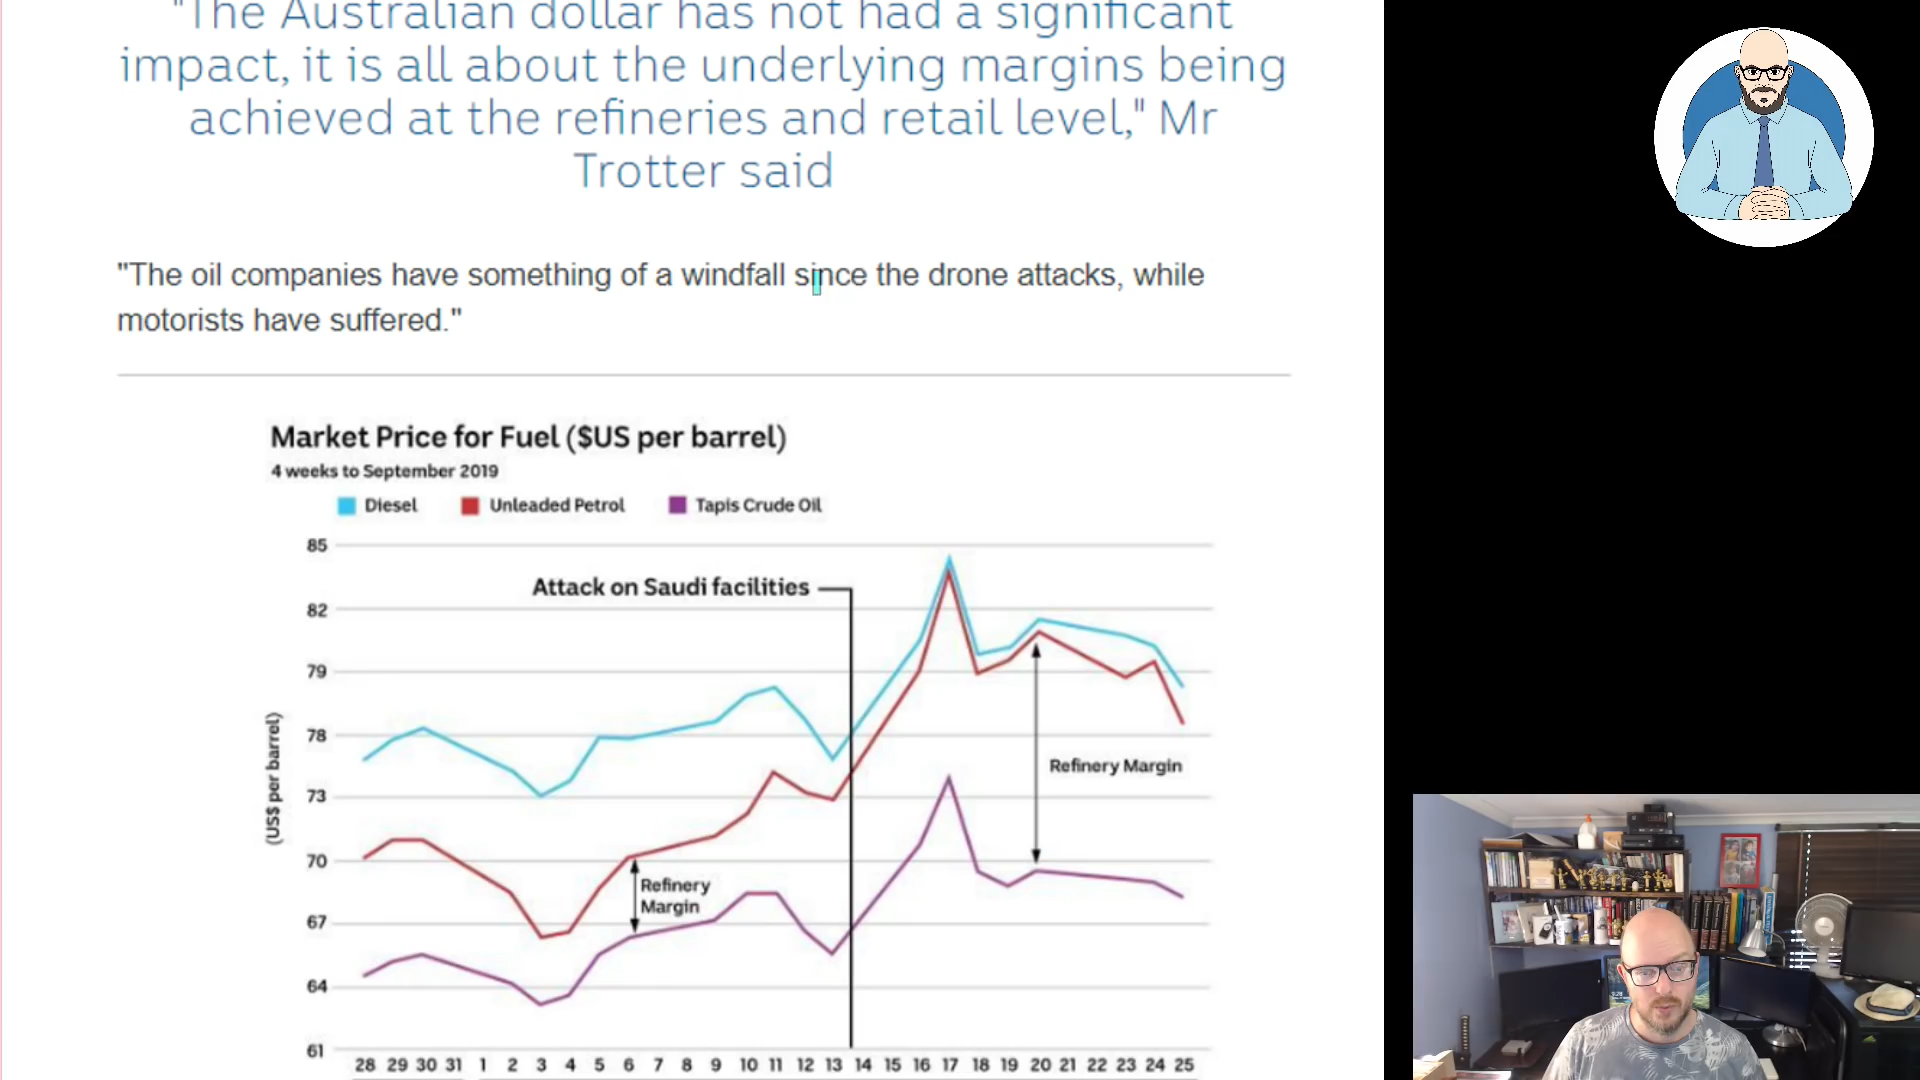 "The Australian dollar has not had a significant
impact, it is all about the underlying margins being
achieved at the refineries and retail level," Mr
Trotter said
"The oil companies have something of a windfall since the drone attacks, while
motorists have suffered."
Market Price for Fuel ($US per barrel)
4 weeks to September 2019
Diesel Unleaded Petrol Tapis Crude Oil
85
Attack on Saudi facilities
82
79
78
(US$ per barrel)
Refinery Margin
73
70
Refinery
Margin
67
64
61
28 29 30 31 1 2 3 4 5 6 7 8 9 10 11 12 13 14 15 16 17 18 19 20 21 22 23 24 25